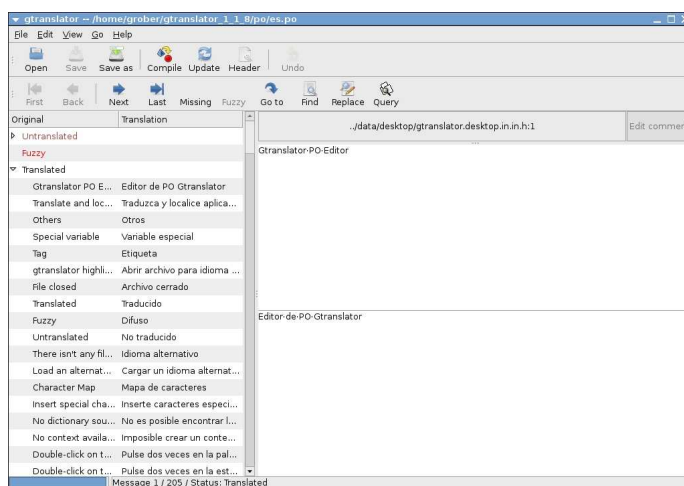 gtranslator -- /home/grober/gtranslator_1_1_8/po/es.po
File Edit View Go Help
Open Save Save as Compile Update Header Undo
First Back Next Last Missing Fuzzy Go to Find Replace Query
Original Translation
../data/desktop/gtranslator.desktop.in.in.h:1
Edit commen
Untranslated
Fuzzy
Translated
Gtranslator PO E... Editor de PO Gtranslator
Translate and loc... Traduzca y localice aplica...
Others Otros
Special variable Variable especial
Tag Etiqueta
gtranslator highli... Abrir archivo para idioma ...
File closed Archivo cerrado
Translated Traducido
Fuzzy Difuso
Untranslated No traducido
There isn't any fil... Idioma alternativo
Load an alternat... Cargar un idioma alternat...
Character Map Mapa de caracteres
Insert special cha... Inserte caracteres especi...
No dictionary sou... No es posible encontrar l...
No context availa... Imposible crear un conte...
Double-click on t... Pulse dos veces en la pal...
Double-click on t... Pulse dos veces en la est...
Gtranslator·PO·Editor
Editor·de·PO·Gtranslator
Message 1 / 205 / Status: Translated